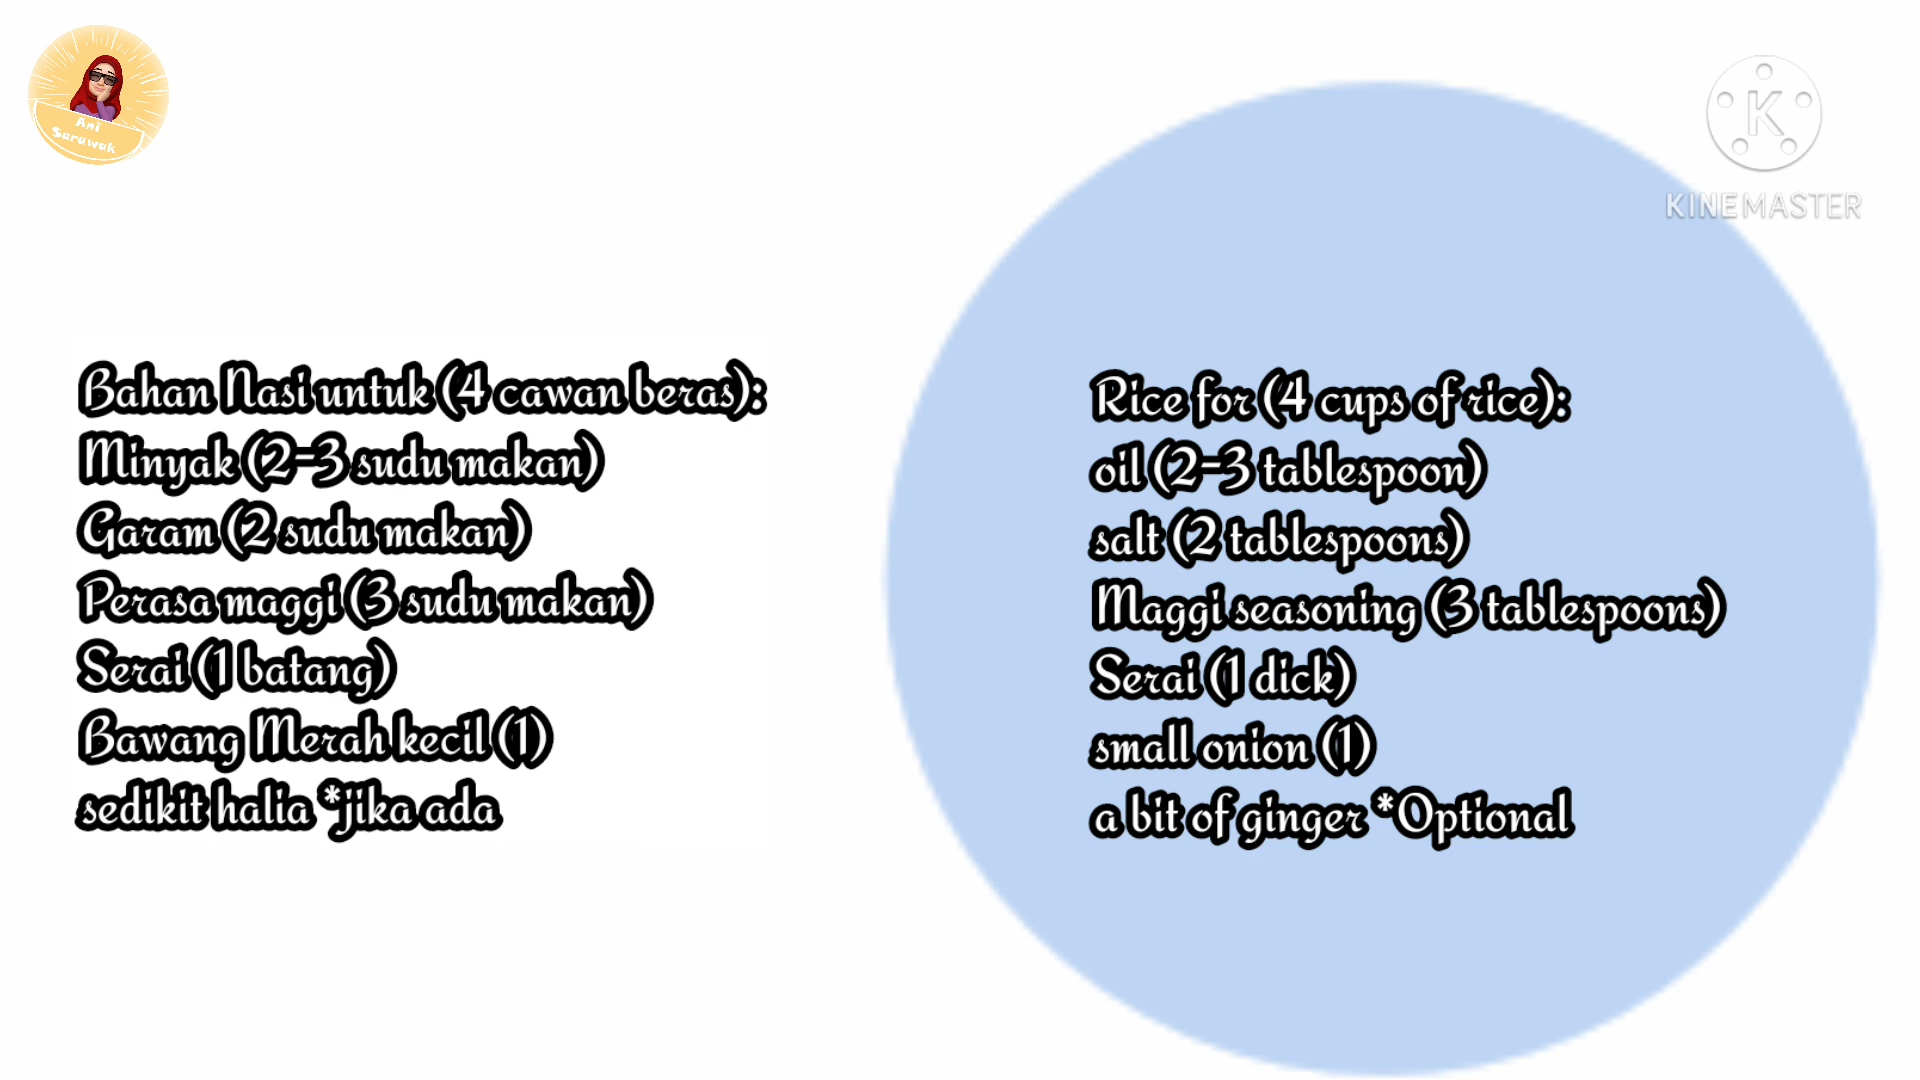 Ani
Sarawak
KINEMASTER
Bahan Nasi untuk (4 cawan beras):
Minyak (2-3 sudu makan)
Garam (2 sudu makan)
Perasa maggi (3 sudu makan)
Serai (1 batang)
Bawang Merah kecil (1)
sedikit halia *jika ada
Rice for (4 cups of rice):
oil (2-3 tablespoon)
salt (2 tablespoons)
Maggi seasoning (3 tablespoons)
Serai (1 dick)
small onion (1)
a bit of ginger *Optional